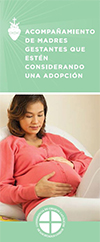 ACOMPAÑAMIENTO
DE MADRES
GESTANTES QUE
ESTÉN
CONSIDERANDO
UNA ADOPCIÓN